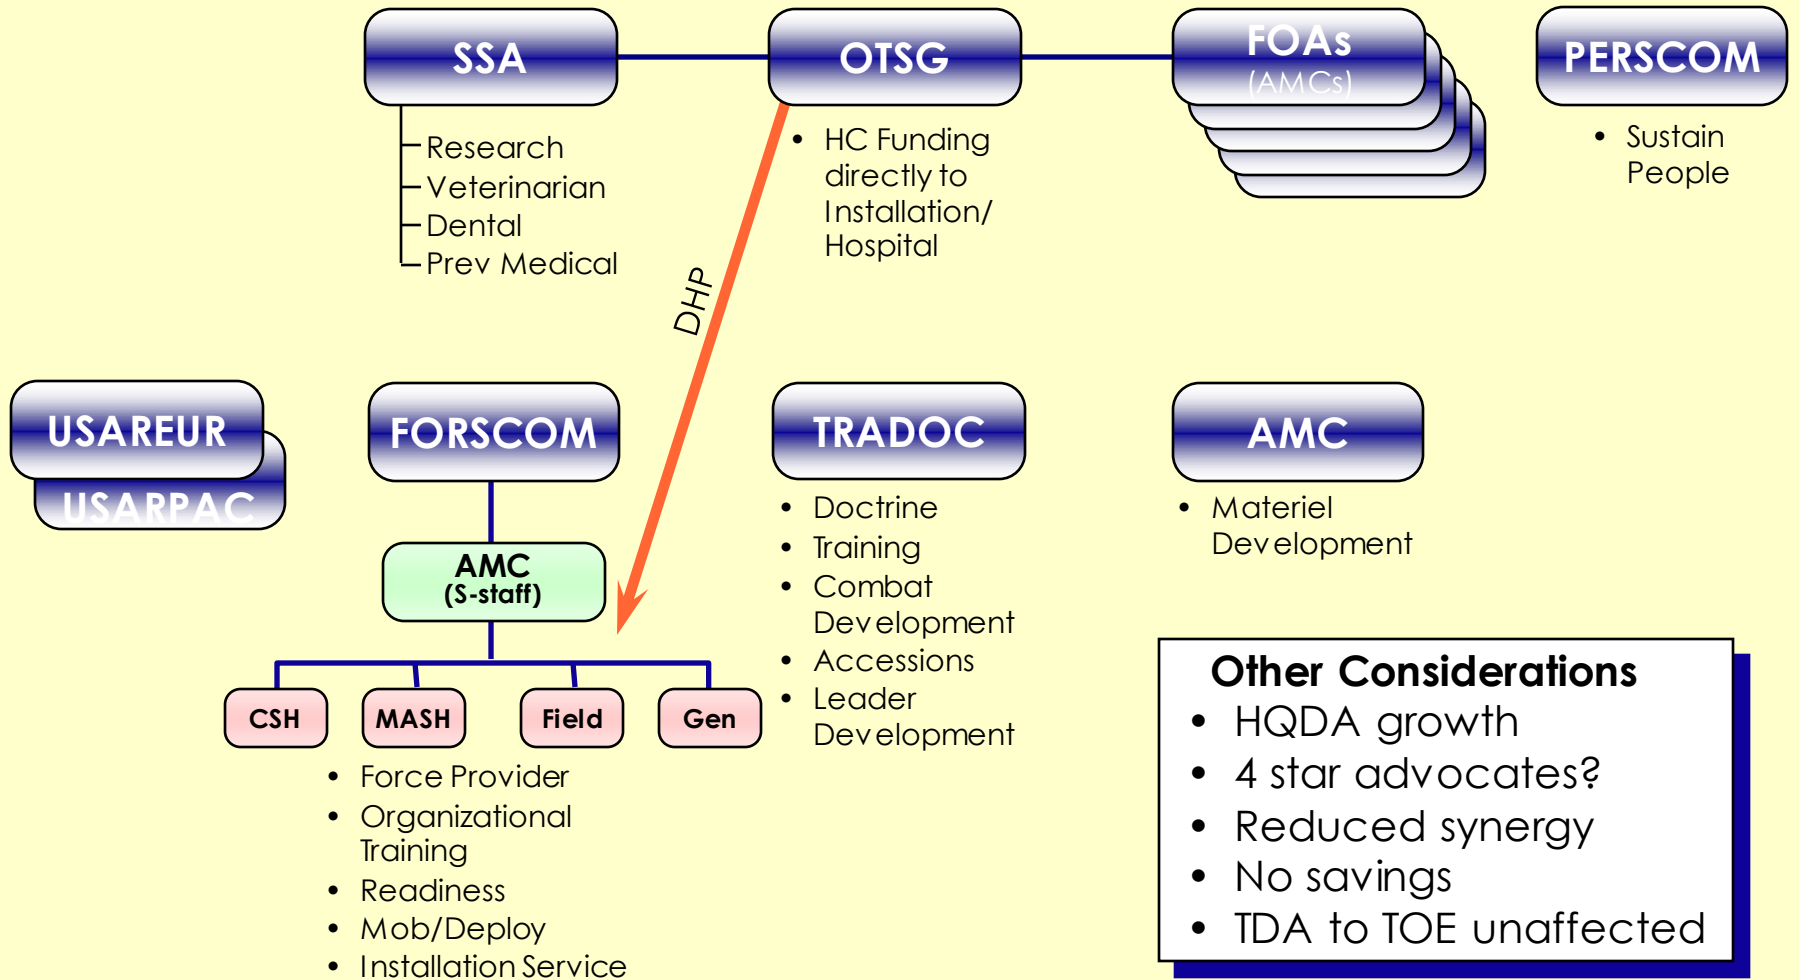 SSA
OTSG
FOAs
(AMCs)
PERSCOM
Research
Veterinarian
Dental
Prev Medical
• HC Funding
directly to
Installation/
Hospital
• Sustain
People
DHP
USAREUR
USARPAC
FORSCOM
TRADOC
AMC
AMC
(S-staff)
CSH
MASH
Field
Gen
• Force Provider
• Organizational
Training
• Readiness
• Mob/Deploy
• Installation Service
• Doctrine
• Training
• Combat
Development
• Accessions
• Leader
Development
• Materiel
Development
Other Considerations
• HQDA growth
• 4 star advocates?
• Reduced synergy
• No savings
• TDA to TOE unaffected